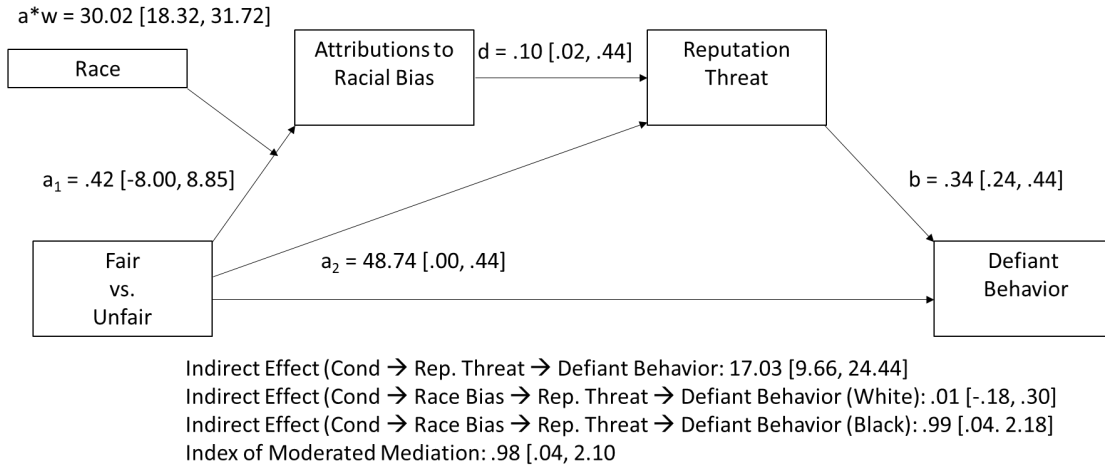 a*w = 30.02 [18.32, 31.72]
Race
Attributions to
Racial Bias
d = .10 [.02, .44]
Reputation
Threat
a₁ = .42 [-8.00, 8.85]
b = .34 [.24, .44]
Fair
vs.
Unfair
a₂ = 48.74 [.00, .44]
Defiant
Behavior
Indirect Effect (Cond → Rep. Threat → Defiant Behavior: 17.03 [9.66, 24.44]
Indirect Effect (Cond → Race Bias → Rep. Threat → Defiant Behavior (White): .01 [-.18, .30]
Indirect Effect (Cond → Race Bias → Rep. Threat → Defiant Behavior (Black): .99 [.04. 2.18]
Index of Moderated Mediation: .98 [.04, 2.10